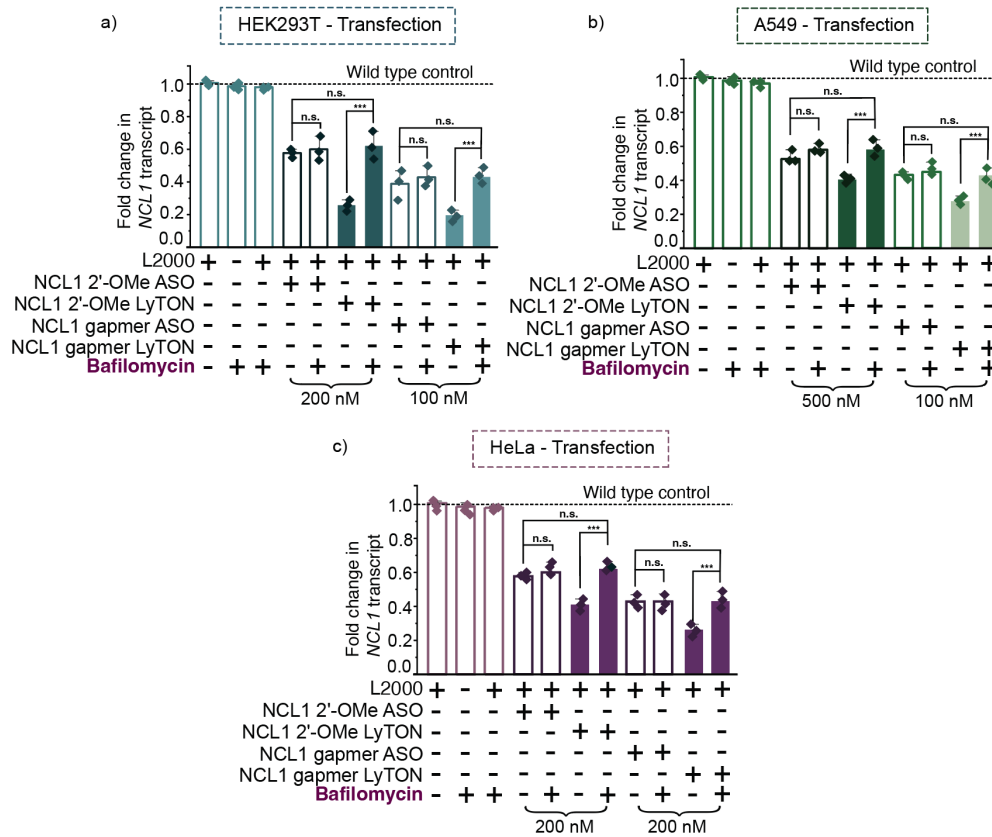 a)
HEK293T - Transfection
Wild type control
Fold change in
NCL1 transcript
1.0
0.8
0.6
0.4
0.2
0.0
n.s.
n.s.
***
n.s.
n.s.
***
L2000 + - + + + + + + + + +
NCL1 2'-OMe ASO - - - + + - - - - - -
NCL1 2'-OMe LyTON - - - - - + + - - - -
NCL1 gapmer ASO - - - - - - - + + - -
NCL1 gapmer LyTON - - - - - - - - - + +
Bafilomycin - + + - + - + - + - +
200 nM
100 nM
b)
A549 - Transfection
Wild type control
Fold change in
NCL1 transcript
1.0
0.8
0.6
0.4
0.2
0.0
n.s.
n.s.
***
n.s.
n.s.
***
L2000 + - + + + + + + + + +
NCL1 2'-OMe ASO - - - + + - - - - - -
NCL1 2'-OMe LyTON - - - - - + + - - - -
NCL1 gapmer ASO - - - - - - - + + - -
NCL1 gapmer LyTON - - - - - - - - - + +
Bafilomycin - + + - + - + - + - +
500 nM
100 nM
c)
HeLa - Transfection
Wild type control
Fold change in
NCL1 transcript
1.0
0.8
0.6
0.4
0.2
0.0
n.s.
n.s.
***
n.s.
n.s.
***
L2000 + - + + + + + + + + +
NCL1 2'-OMe ASO - - - + + - - - - - -
NCL1 2'-OMe LyTON - - - - - + + - - - -
NCL1 gapmer ASO - - - - - - - + + - -
NCL1 gapmer LyTON - - - - - - - - - + +
Bafilomycin - + + - + - + - + - +
200 nM
200 nM